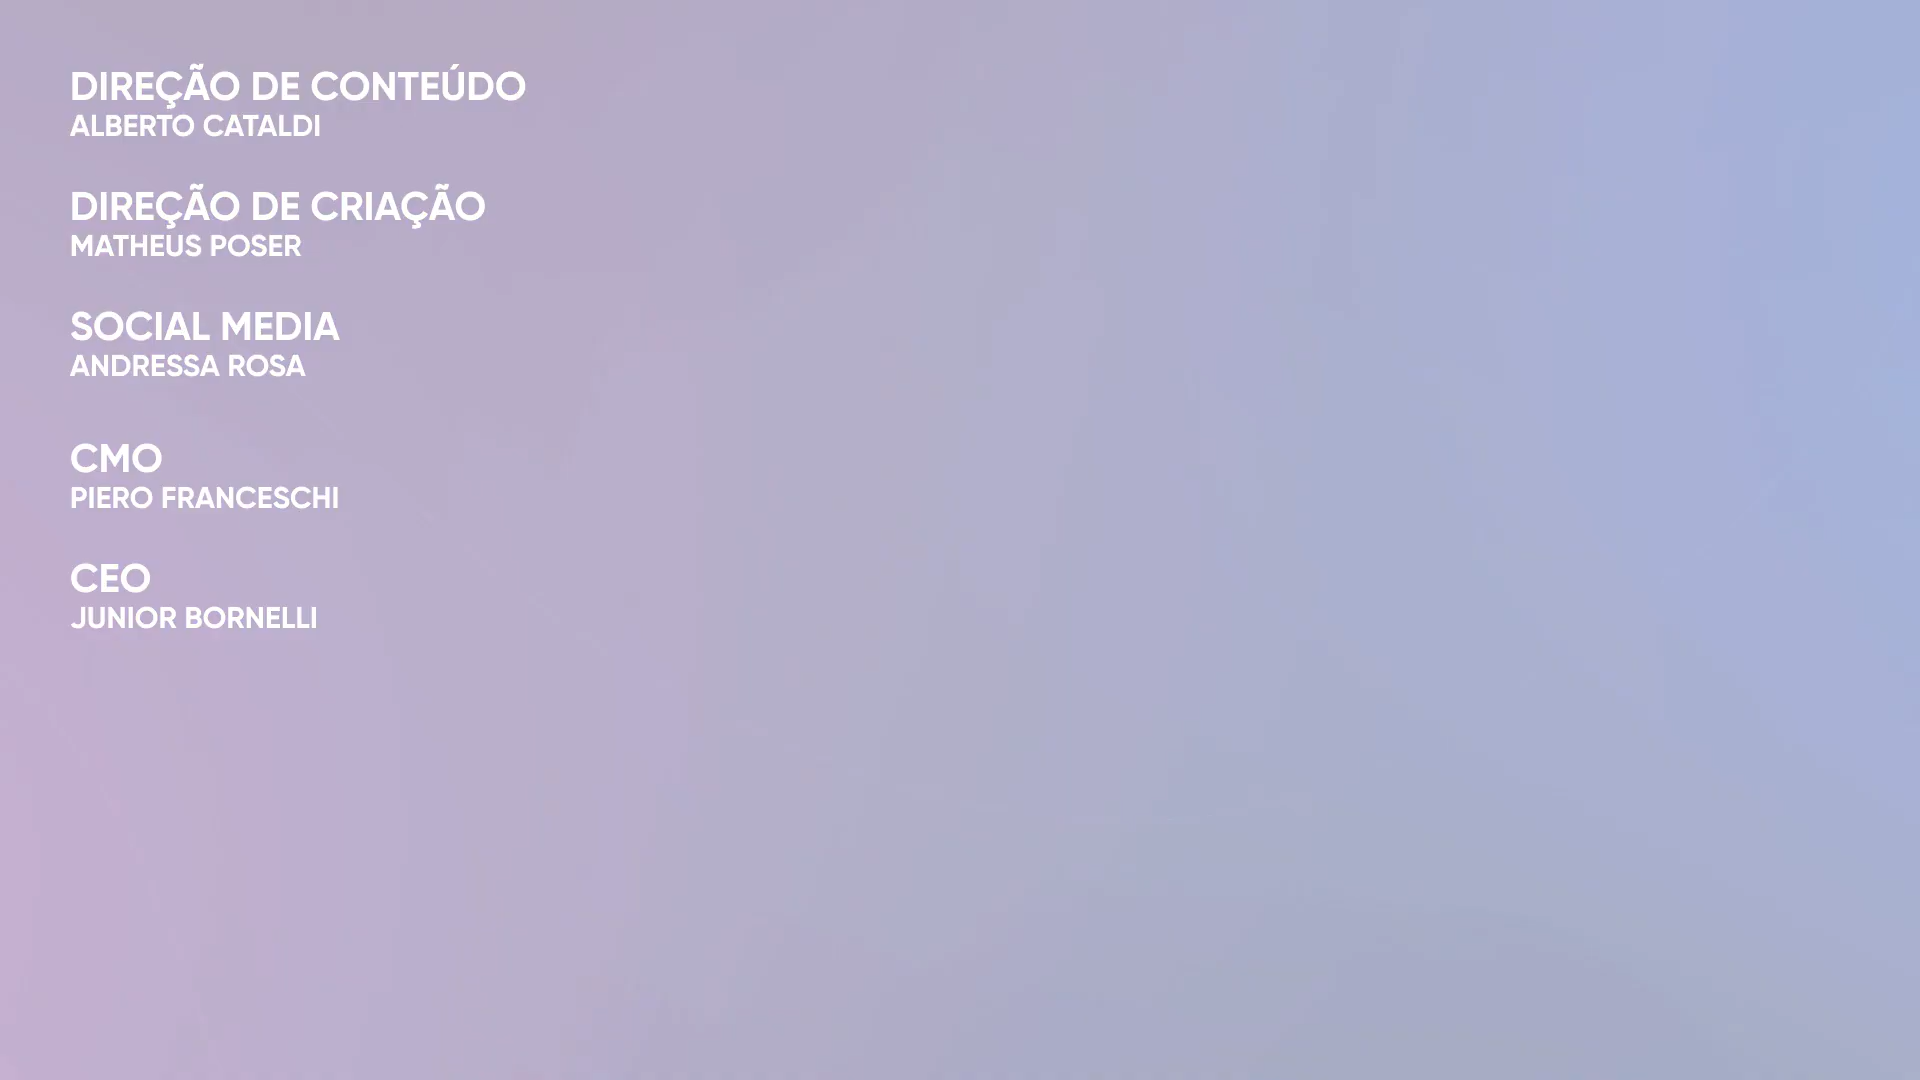 DIREÇÃO DE CONTEÚDO
ALBERTO CATALDI
DIREÇÃO DE CRIAÇÃO
MATHEUS POSER
SOCIAL MEDIA
ANDRESSA ROSA
CMO
PIERO FRANCESCHI
CEO
JUNIOR BORNELLI